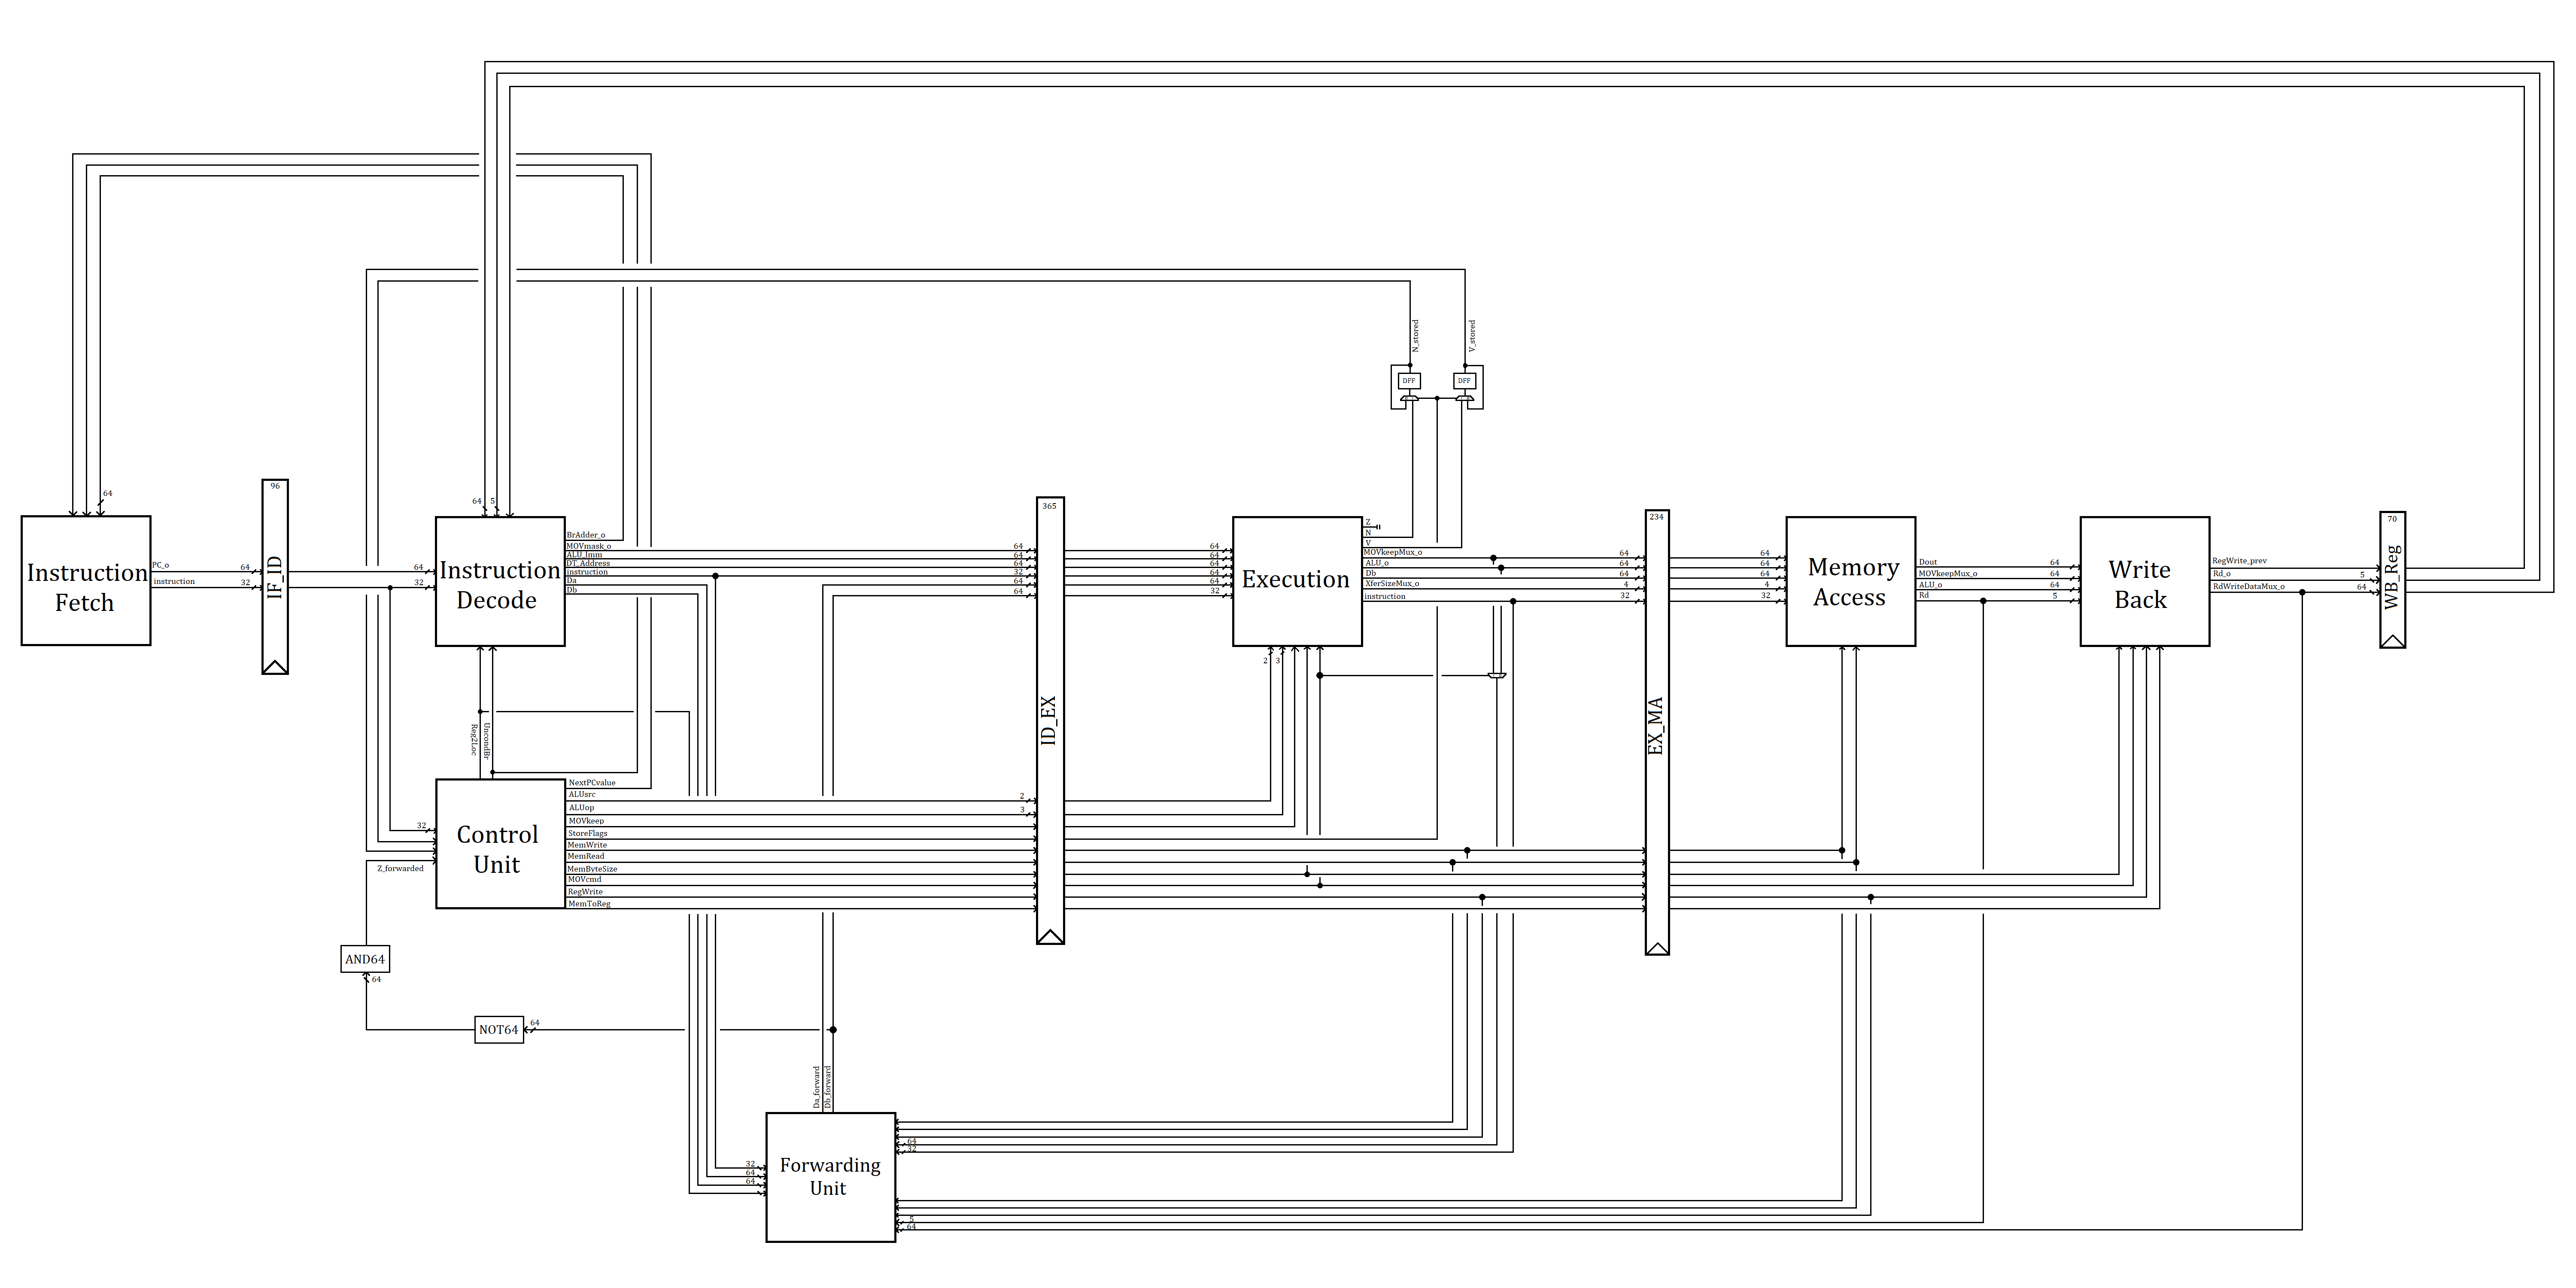 64
Instruction
Fetch
PC_o
64
instruction
32
96
IF_ID
64
32
64
5
Instruction
Decode
BrAdder_o
MOVmask_o
ALU_Imm
DT_Address
instruction
Da
Db
64
64
64
32
64
64
Reg2Loc
UncondBr
32
Z_forwarded
Control
Unit
NextPCvalue
ALUsrc
2
ALUop
3
MOVkeep
StoreFlags
MemWrite
MemRead
MemByteSize
MOVcmd
RegWrite
MemToReg
AND64
64
NOT64
64
365
ID_EX
64
64
64
32
64
32
2
3
Execution
Z
N
V
MOVkeepMux_o
64
ALU_o
64
Db
64
XferSizeMux_o
4
instruction
32
N_stored
V_stored
DFF
DFF
234
EX_MA
64
64
64
4
32
Memory
Access
Dout
64
MOVkeepMux_o
64
ALU_o
64
Rd
5
Write
Back
RegWrite_prev
Rd_o
5
RdWriteDataMux_o
64
70
WB_Reg
Da_forward
Db_forward
Forwarding
Unit
32
64
64
64
32
5
64